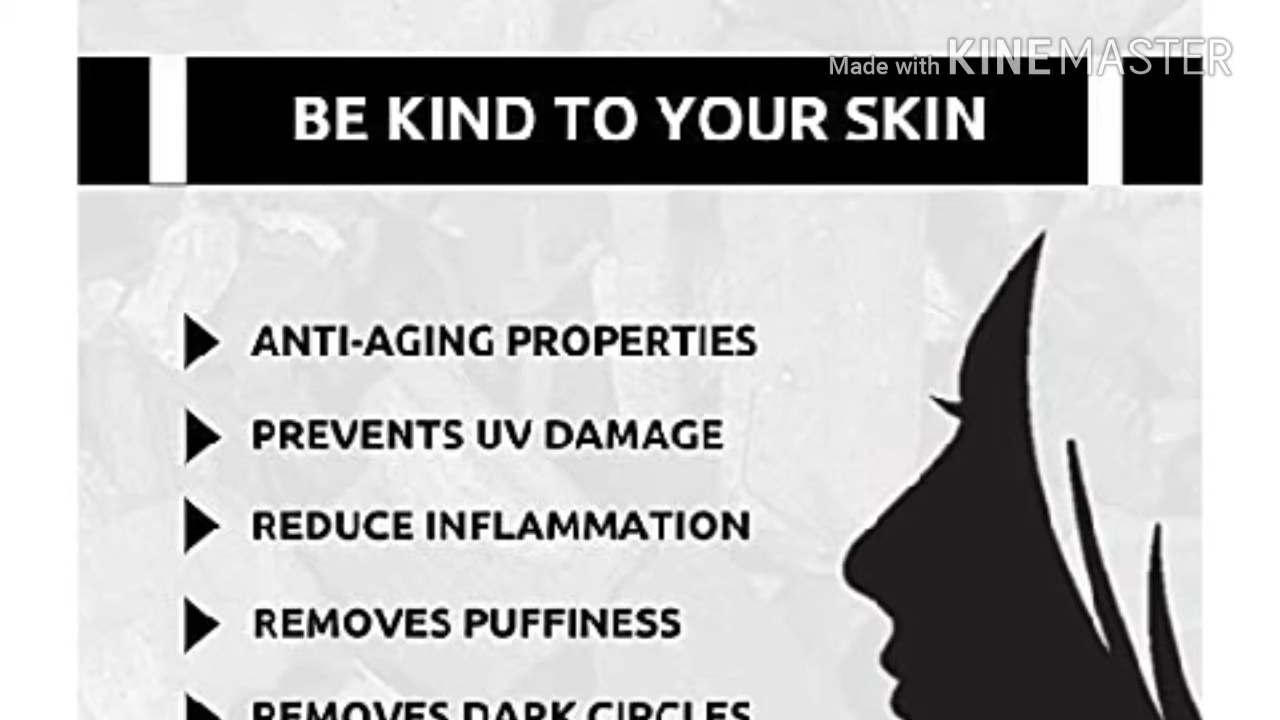 Made with KINEMASTER
BE KIND TO YOUR SKIN
ANTI-AGING PROPERTIES
PREVENTS UV DAMAGE
REDUCE INFLAMMATION
REMOVES PUFFINESS
REMOVES DARK CIRCLES